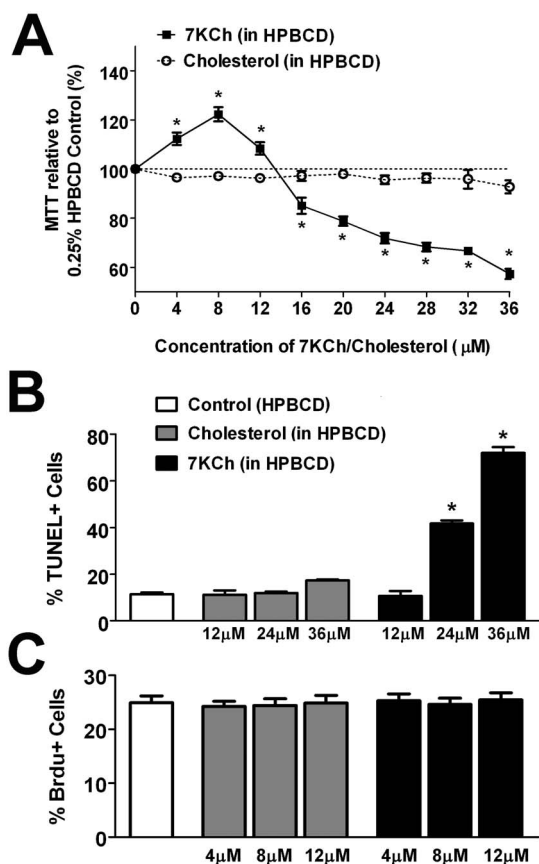 A
7KCh (in HPBCD)
Cholesterol (in HPBCD)
MTT relative to
0.25% HPBCD Control (%)
140
120
100
80
60
* * *
* * * * * *
0 4 8 12 16 20 24 28 32 36
Concentration of 7KCh/Cholesterol ( μM)
B
Control (HPBCD)
Cholesterol (in HPBCD)
7KCh (in HPBCD)
% TUNEL+ Cells
80
60
40
20
0
* *
12μM 24μM 36μM 12μM 24μM 36μM
C
% Brdu+ Cells
30
20
10
0
4μM 8μM 12μM 4μM 8μM 12μM